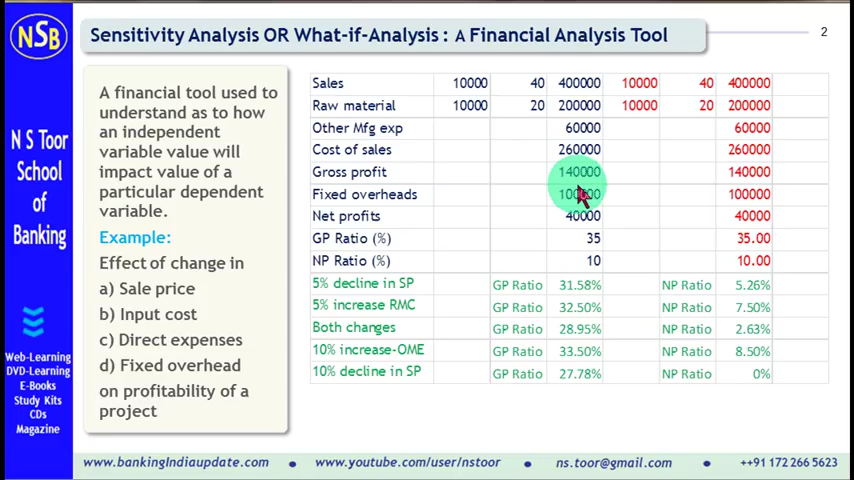 NSB
Sensitivity Analysis OR What-if-Analysis : A Financial Analysis Tool
2
N S Toor
School
of
Banking
Web-Learning
DVD-Learning
E-Books
Study Kits
CDs
Magazine
A financial tool used to
understand as to how
an independent
variable value will
impact value of a
particular dependent
variable.
Example:
Effect of change in
a) Sale price
b) Input cost
c) Direct expenses
d) Fixed overhead
on profitability of a
project
Sales 10000 40 400000 10000 40 400000
Raw material 10000 20 200000 10000 20 200000
Other Mfg exp 60000 60000
Cost of sales 260000 260000
Gross profit 140000 140000
Fixed overheads 100000 100000
Net profits 40000 40000
GP Ratio (%) 35 35.00
NP Ratio (%) 10 10.00
5% decline in SP GP Ratio 31.58% NP Ratio 5.26%
5% increase RMC GP Ratio 32.50% NP Ratio 7.50%
Both changes GP Ratio 28.95% NP Ratio 2.63%
10% increase-OME GP Ratio 33.50% NP Ratio 8.50%
10% decline in SP GP Ratio 27.78% NP Ratio 0%
www.bankingIndiaupdate.com • www.youtube.com/user/nstoor • ns.toor@gmail.com • ++91 172 266 5623